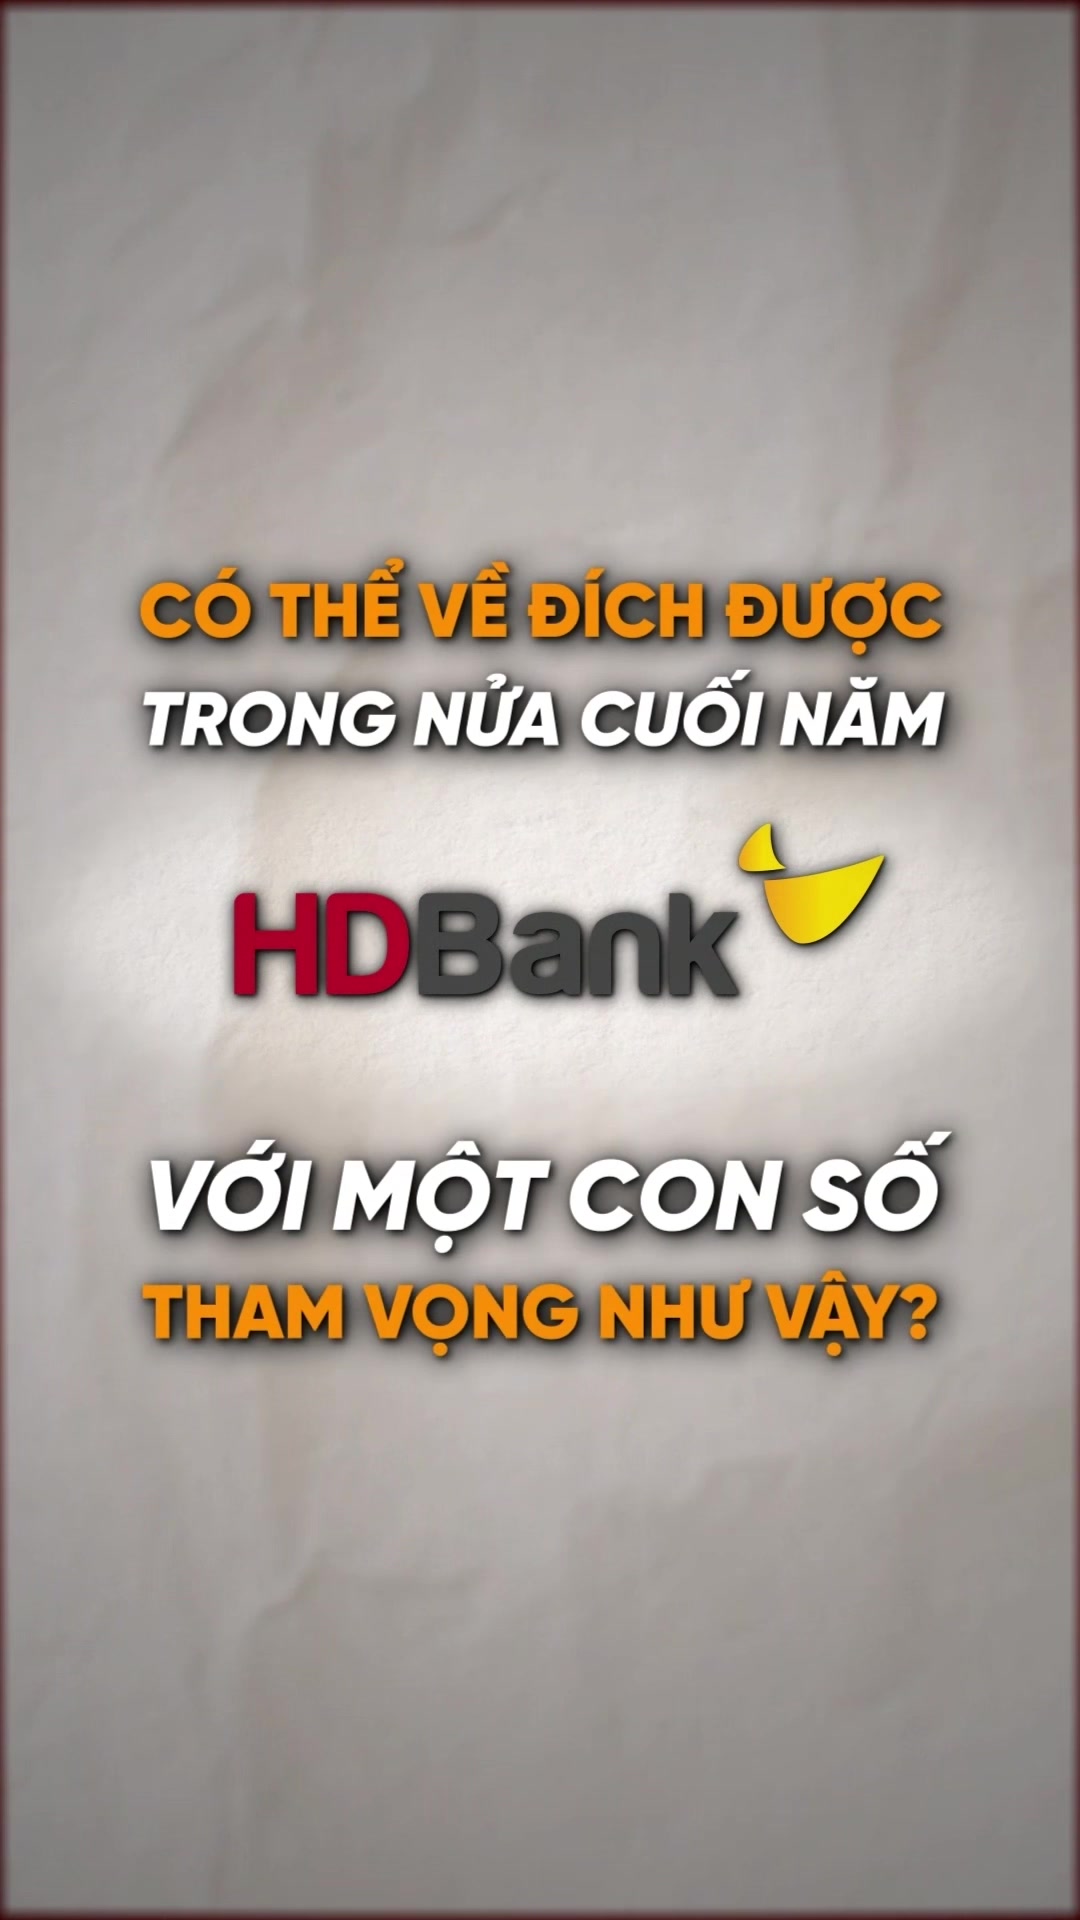 CÓ THỂ VỀ ĐÍCH ĐƯỢC
TRONG NỬA CUỐI NĂM
HDBank
VỚI MỘT CON SỐ
THAM VỌNG NHƯ VẬY?